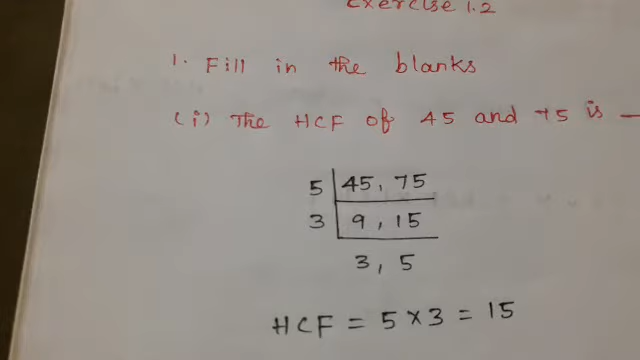 Exercise 1.2
1. Fill in the blanks
(i) The HCF of 45 and 75 is —
5 | 45, 75
3 | 9, 15
3, 5
HCF = 5 × 3 = 15